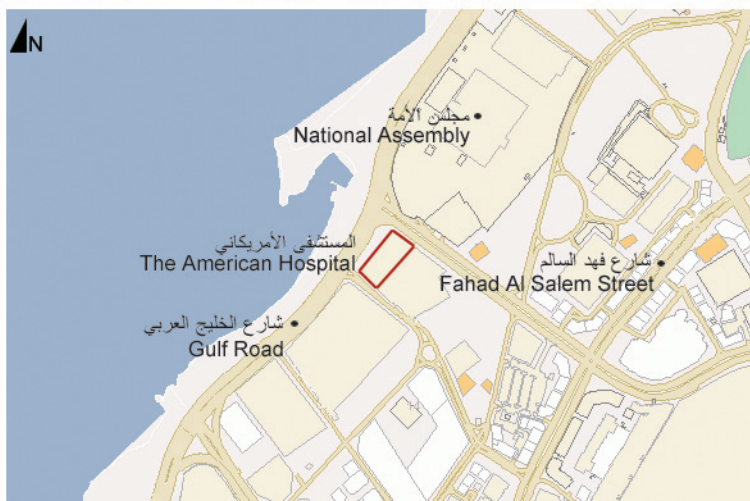 N
مجلس الأمة
National Assembly
المستشفى الأمريكاني
The American Hospital
شارع فهد السالم
Fahad Al Salem Street
شارع الخليج العربي
Gulf Road